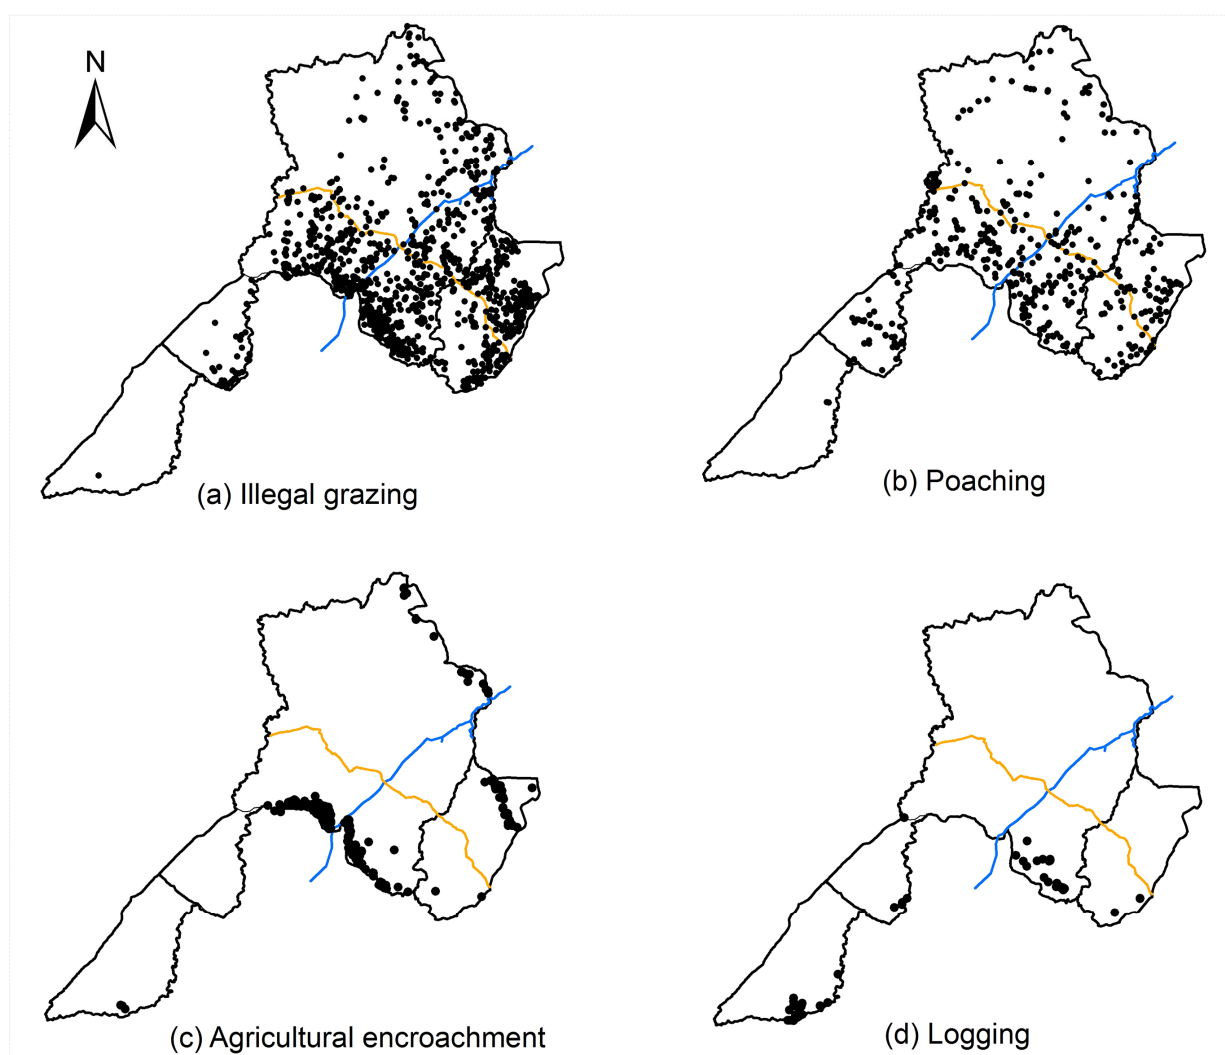 N
(a) Illegal grazing
(b) Poaching
(c) Agricultural encroachment
(d) Logging